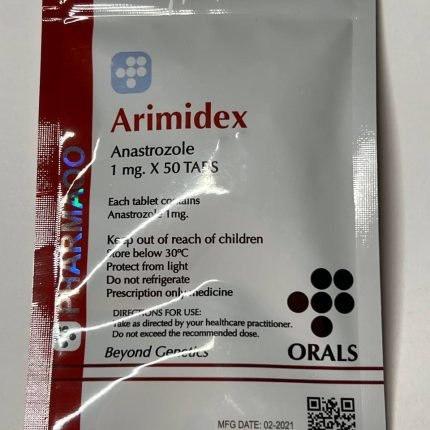 Arimidex
Anastrozole
1 mg. X 50 TABS
Each tablet contains
Anastrozole 1mg.
Keep out of reach of children
Store below 30ºC
Protect from light
Do not refrigerate
Prescription only medicine
DIRECTIONS FOR USE:
Take as directed by your healthcare practitioner.
Do not exceed the recommended dose.
Beyond Genetics
ORALS
MFG DATE: 02-2021